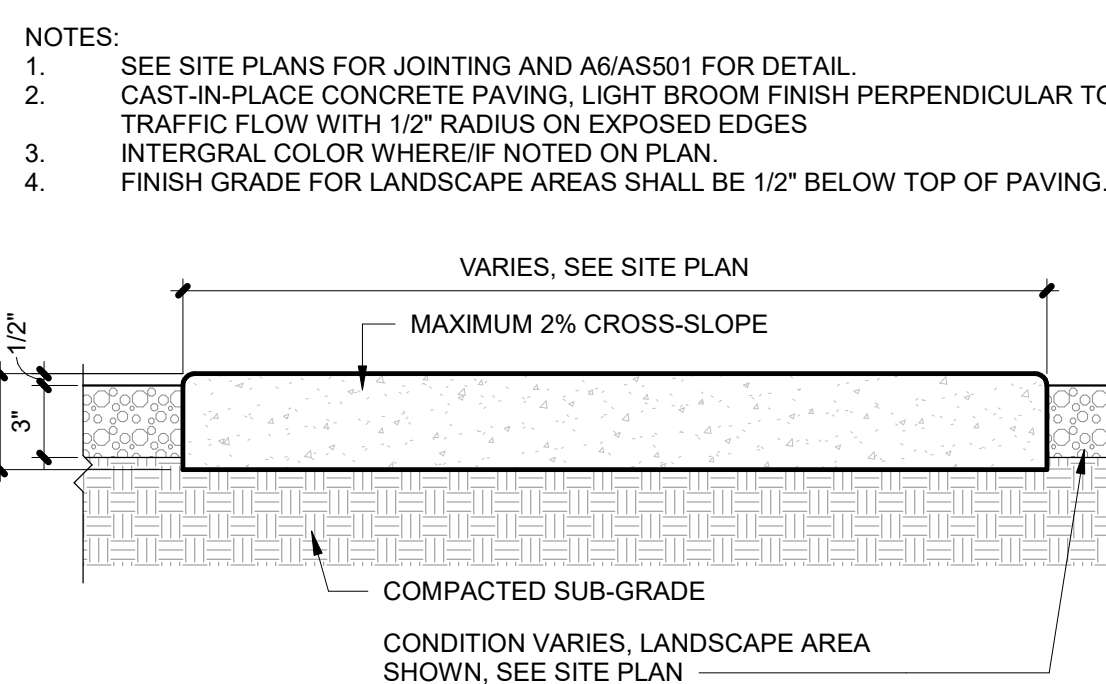 NOTES:
1. SEE SITE PLANS FOR JOINTING AND A6/AS501 FOR DETAIL.
2. CAST-IN-PLACE CONCRETE PAVING, LIGHT BROOM FINISH PERPENDICULAR TO
TRAFFIC FLOW WITH 1/2" RADIUS ON EXPOSED EDGES
3. INTERGRAL COLOR WHERE/IF NOTED ON PLAN.
4. FINISH GRADE FOR LANDSCAPE AREAS SHALL BE 1/2" BELOW TOP OF PAVING.
VARIES, SEE SITE PLAN
MAXIMUM 2% CROSS-SLOPE
1/2"
3"
COMPACTED SUB-GRADE
CONDITION VARIES, LANDSCAPE AREA
SHOWN, SEE SITE PLAN